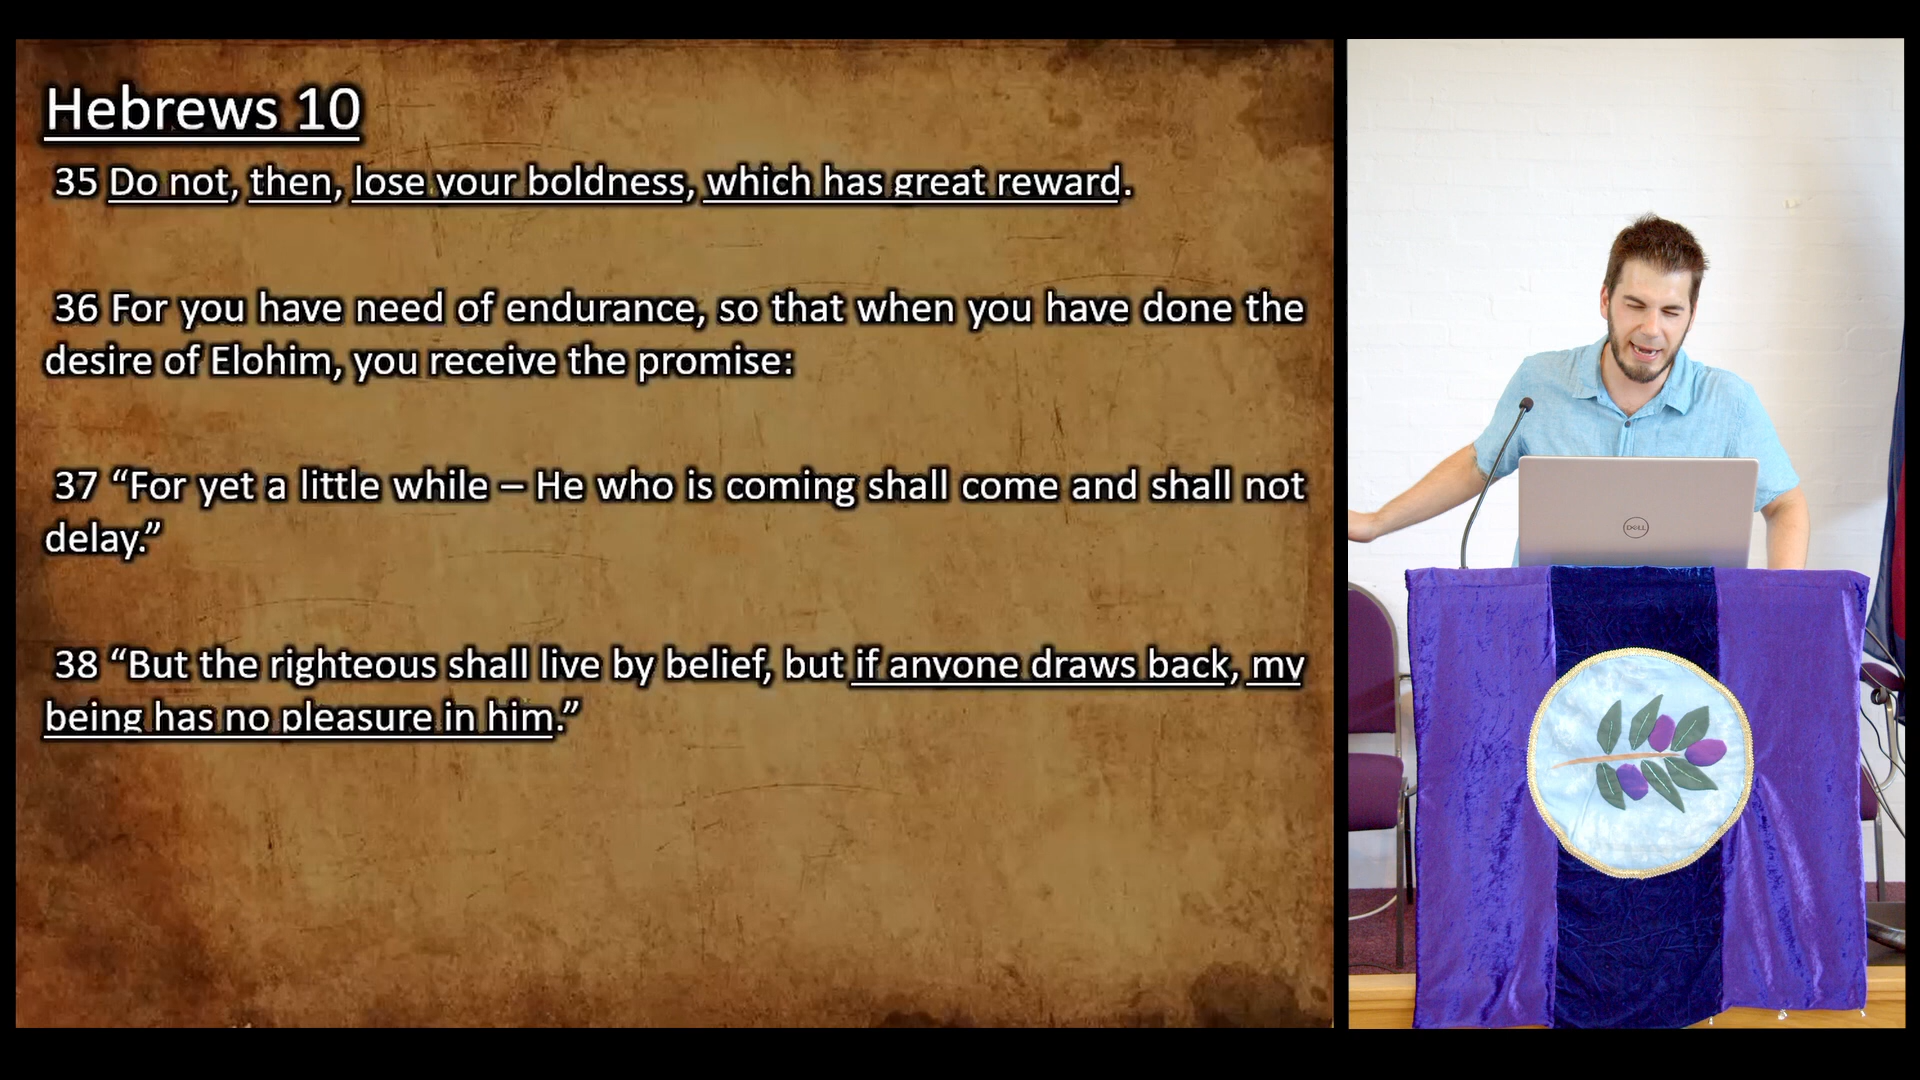 Hebrews 10
35 Do not, then, lose your boldness, which has great reward.
36 For you have need of endurance, so that when you have done the
desire of Elohim, you receive the promise:
37 “For yet a little while – He who is coming shall come and shall not
delay.”
38 “But the righteous shall live by belief, but if anyone draws back, my
being has no pleasure in him.”
DELL